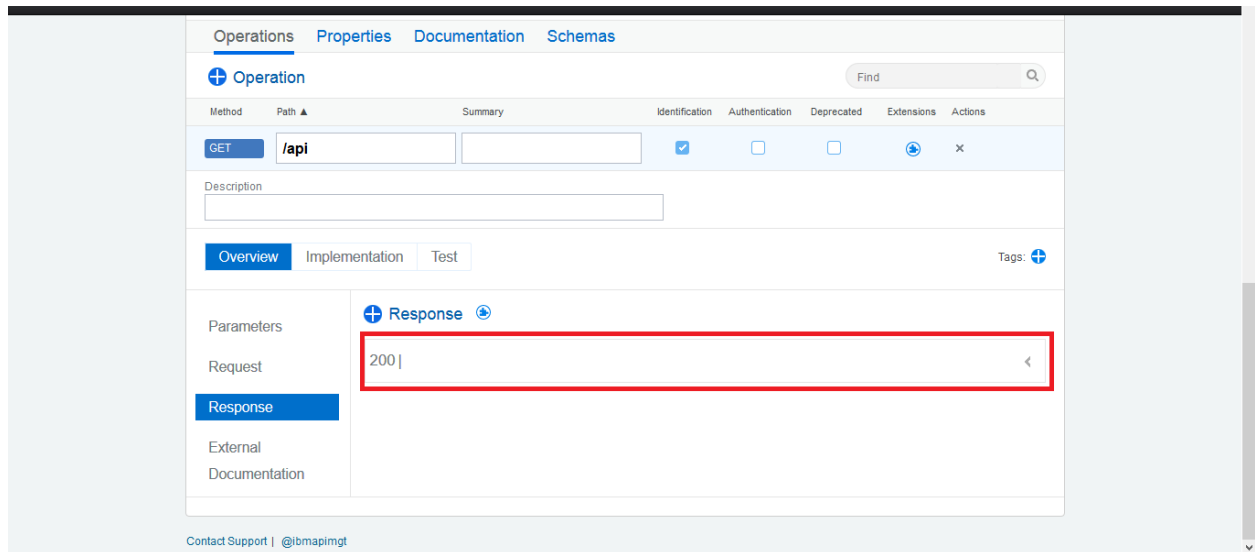 Operations Properties Documentation Schemas
Operation Find
Method Path ▲ Summary Identification Authentication Deprecated Extensions Actions
GET /api
Description
Overview Implementation Test Tags:
Response
Parameters
200 |
Request
Response
External
Documentation
Contact Support | @ibmapimgt